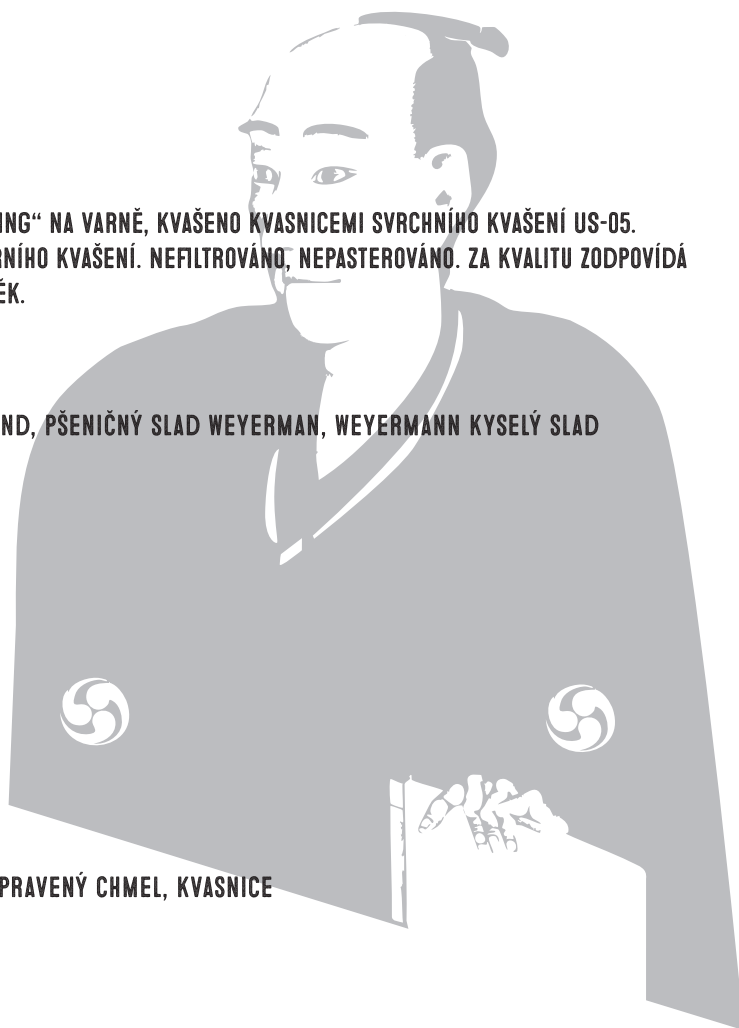 ING“ NA VARNĚ, KVAŠENO KVASNICEMI SVRCHNÍHO KVAŠENÍ US-05.
RNÍHO KVAŠENÍ. NEFILTROVÁNO, NEPASTEROVÁNO. ZA KVALITU ZODPOVÍDÁ
ĚK.
ND, PŠENIČNÝ SLAD WEYERMAN, WEYERMANN KYSELÝ SLAD
PRAVENÝ CHMEL, KVASNICE